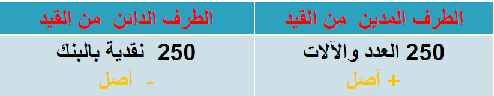 الطرف المدين من القيد
الطرف الدائن من القيد
250 العدد والآلات
+ أصل
250 نقدية بالبنك
- أصل